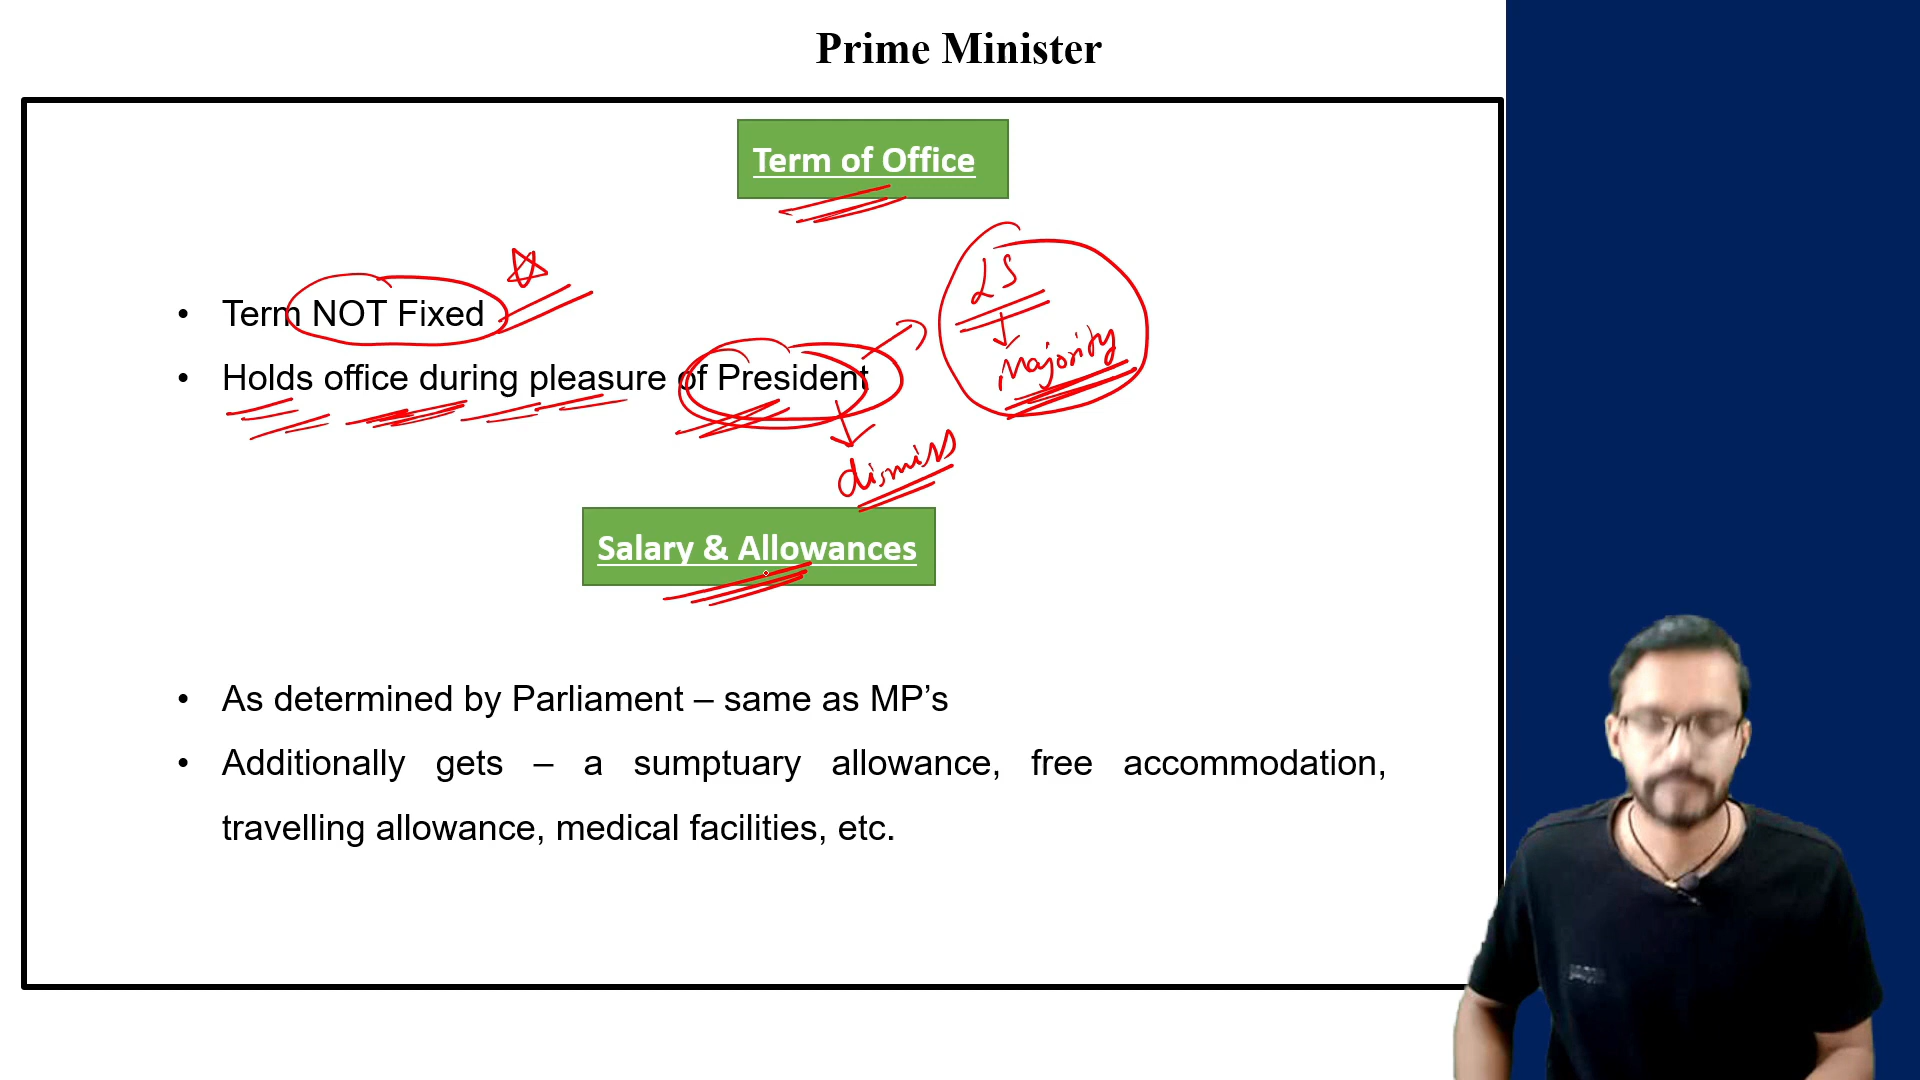 Prime Minister
Term of Office
LS
• Term NOT Fixed
Majority
• Holds office during pleasure of President
dismiss
Salary & Allowances
• As determined by Parliament – same as MP’s
• Additionally gets – a sumptuary allowance, free accommodation,
travelling allowance, medical facilities, etc.